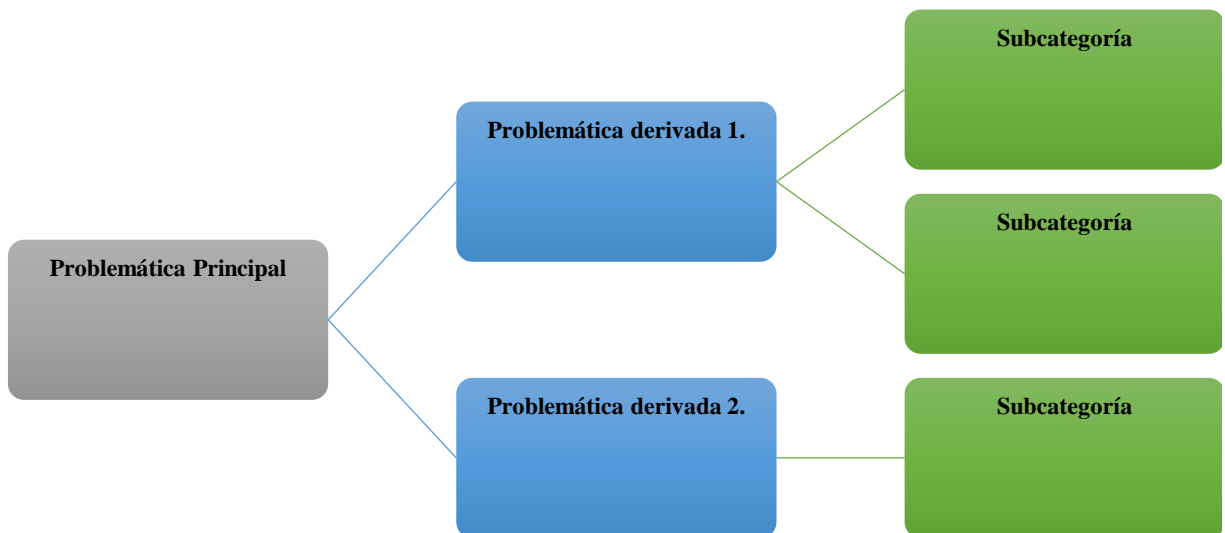 Problemática Principal
Problemática derivada 1.
Subcategoría
Subcategoría
Problemática derivada 2.
Subcategoría